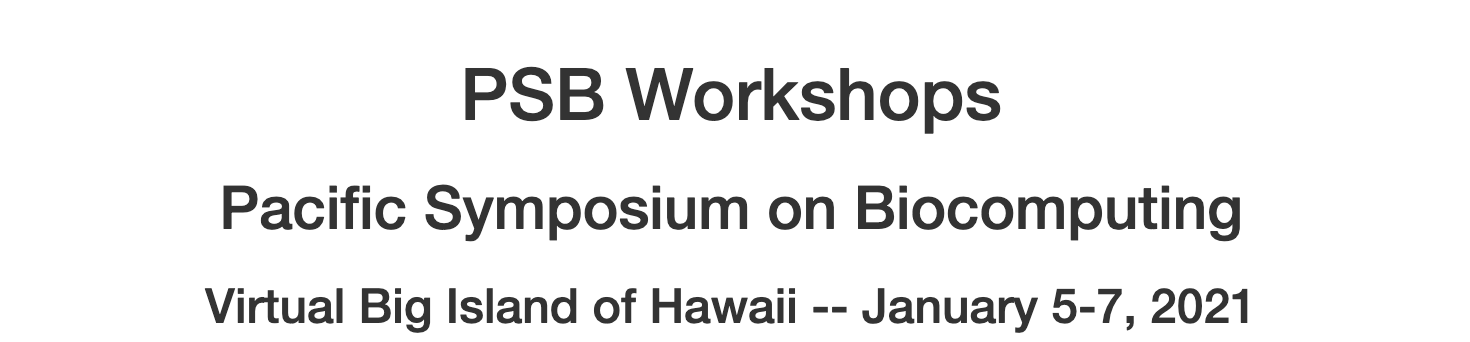 PSB Workshops
Pacific Symposium on Biocomputing
Virtual Big Island of Hawaii -- January 5-7, 2021